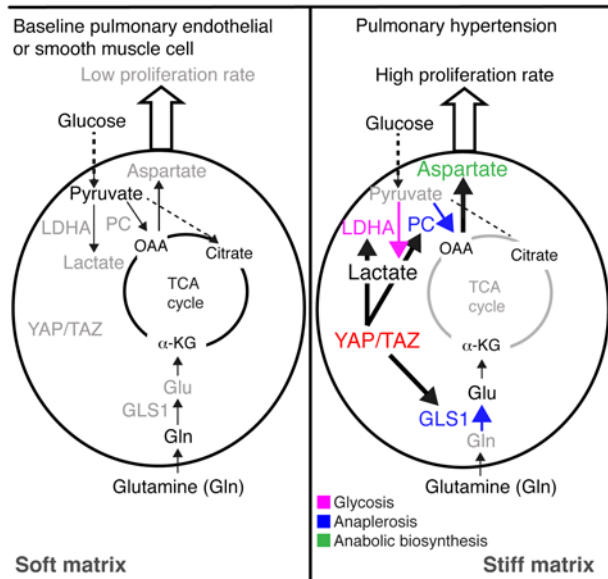 Baseline pulmonary endothelial
or smooth muscle cell
Low proliferation rate
Glucose
Aspartate
Pyruvate
LDHA
PC
Lactate
OAA
Citrate
TCA
cycle
YAP/TAZ
α-KG
Glu
GLS1
Gln
Glutamine (Gln)
Soft matrix
Pulmonary hypertension
High proliferation rate
Glucose
Aspartate
Pyruvate
LDHA
PC
OAA
Citrate
Lactate
TCA
cycle
YAP/TAZ
α-KG
Glu
GLS1
Gln
Glutamine (Gln)
Glycosis
Anaplerosis
Anabolic biosynthesis
Stiff matrix